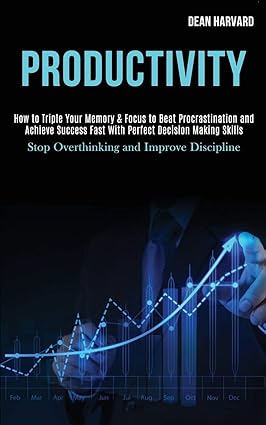 DEAN HARVARD
PRODUCTIVITY
How to Triple Your Memory & Focus to Beat Procrastination and
Achieve Success Fast With Perfect Decision Making Skills
Stop Overthinking and Improve Discipline
Feb Mar Apr May Jun Jul Aug Sep Oct Nov Dec